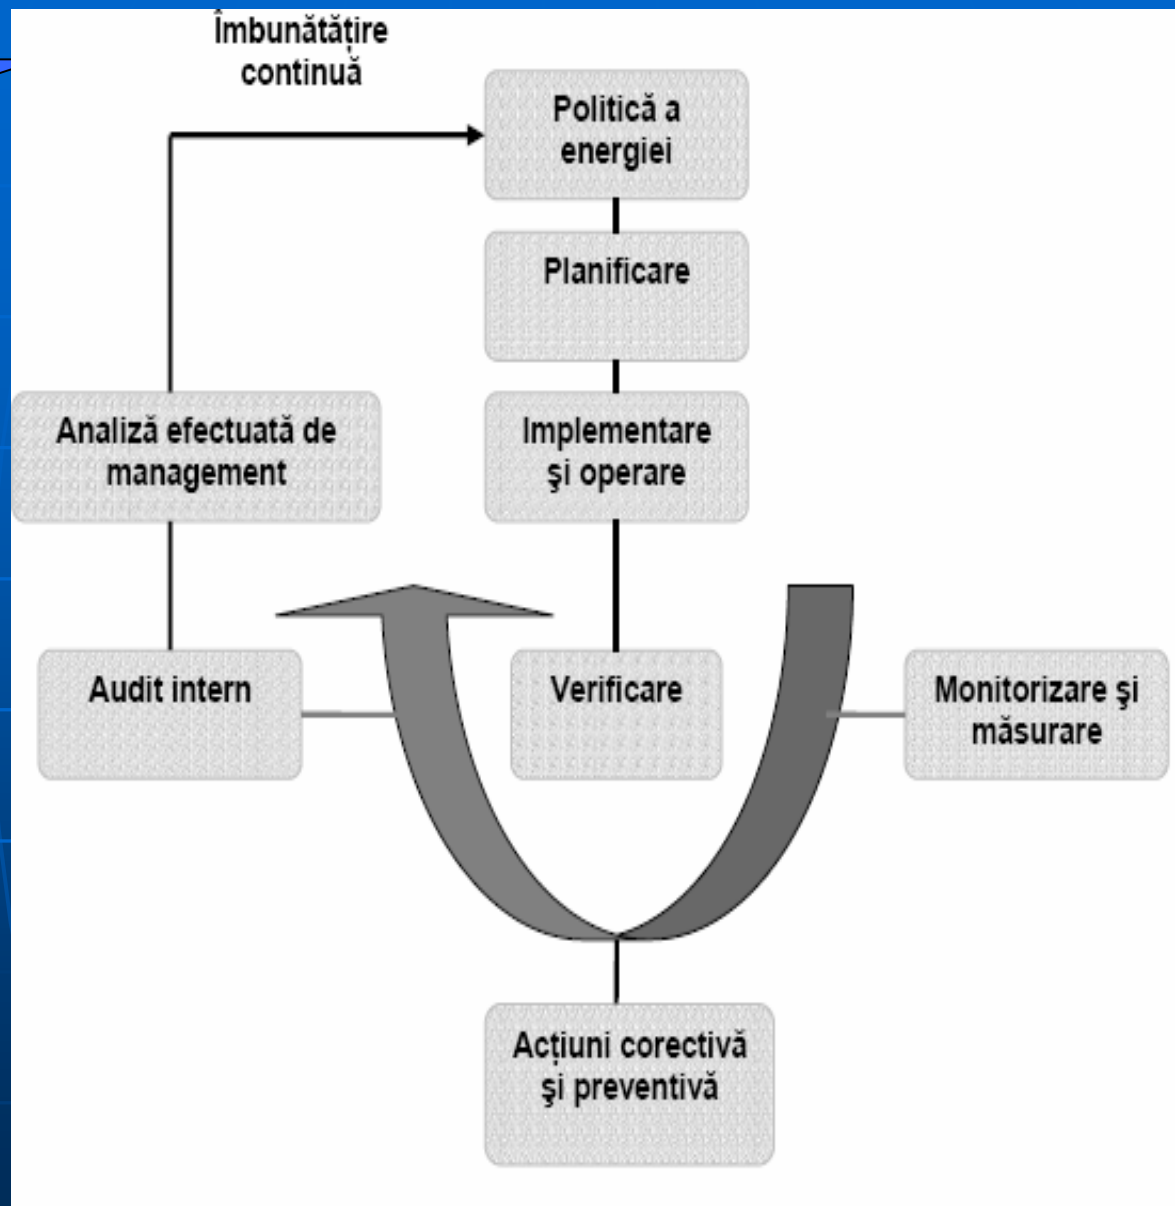 Îmbunătățire
continuă
Politică a
energiei
Planificare
Analiză efectuată de
management
Implementare
şi operare
Audit intern
Verificare
Monitorizare şi
măsurare
Acțiuni corectivă
şi preventivă